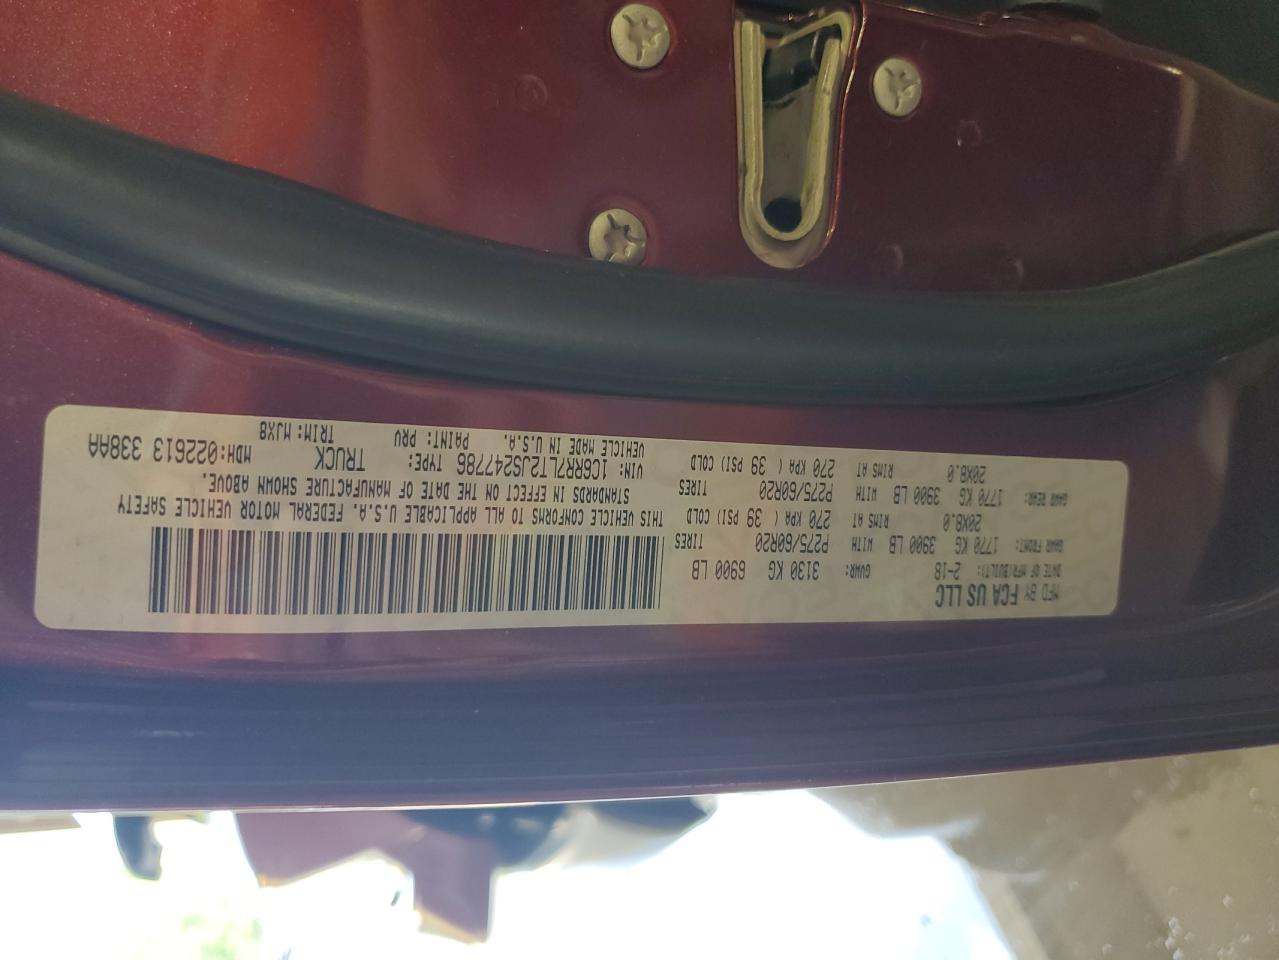 MFD BY FCA US LLC
DATE OF MFR(BUILT): 2-18 GVWR: 3130 KG 6900 LB
GAWR FRONT: 1770 KG 3900 LB WITH P275/60R20 TIRES
20X8.0 RIMS AT 270 KPA ( 39 PSI) COLD
GAWR REAR: 1770 KG 3900 LB WITH P275/60R20 TIRES
20X8.0 RIMS AT 270 KPA ( 39 PSI) COLD
THIS VEHICLE CONFORMS TO ALL APPLICABLE U.S.A. FEDERAL MOTOR VEHICLE SAFETY
STANDARDS IN EFFECT ON THE DATE OF MANUFACTURE SHOWN ABOVE.
VIN: 1C6RR7LT2JS247786 TYPE: TRUCK MDH:022613 338AA
VEHICLE MADE IN U.S.A. PAINT: PRV TRIM: MJX8